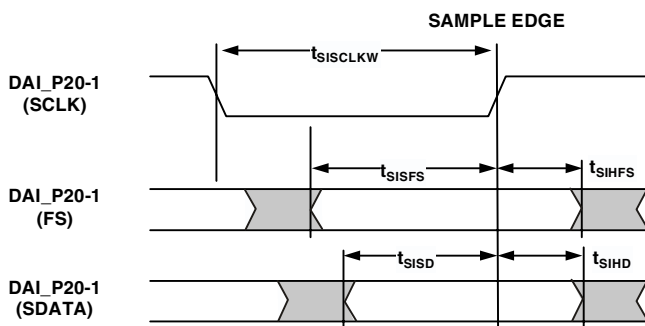 SAMPLE EDGE
tSISCLKW
DAI_P20-1
(SCLK)
tSISFS
tSIHFS
DAI_P20-1
(FS)
tSISD
tSIHD
DAI_P20-1
(SDATA)